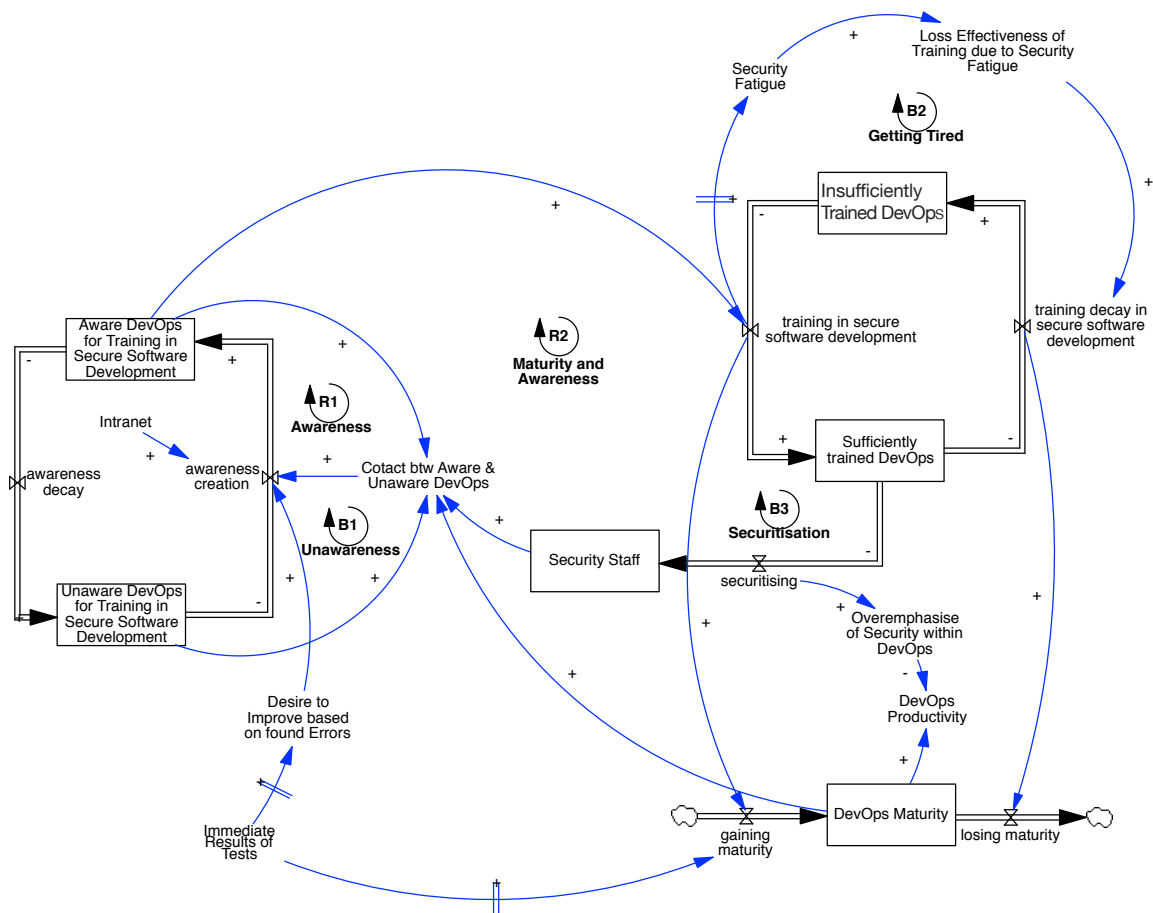 Loss Effectiveness of
Training due to Security
Fatigue
+
Security
Fatigue
B2
Getting Tired
+
+
+
Insufficiently
Trained DevOps
-
+
training in secure
software development
training decay in
secure software
development
Aware DevOps
for Training in
Secure Software
Development
-
+
+
R2
Maturity and
Awareness
R1
Awareness
Intranet
+
awareness
decay
awareness
creation
+
Cotact btw Aware &
Unaware DevOps
+
Sufficiently
trained DevOps
-
B1
Unawareness
B3
Securitisation
+
Security Staff
-
securitising
Unaware DevOps
for Training in
Secure Software
Development
+
-
+
+
+
+
+
Overemphasise
of Security within
DevOps
-
+
DevOps
Productivity
Desire to
Improve based
on found Errors
+
+
DevOps Maturity
Immediate
Results of
Tests
gaining
maturity
losing maturity
+